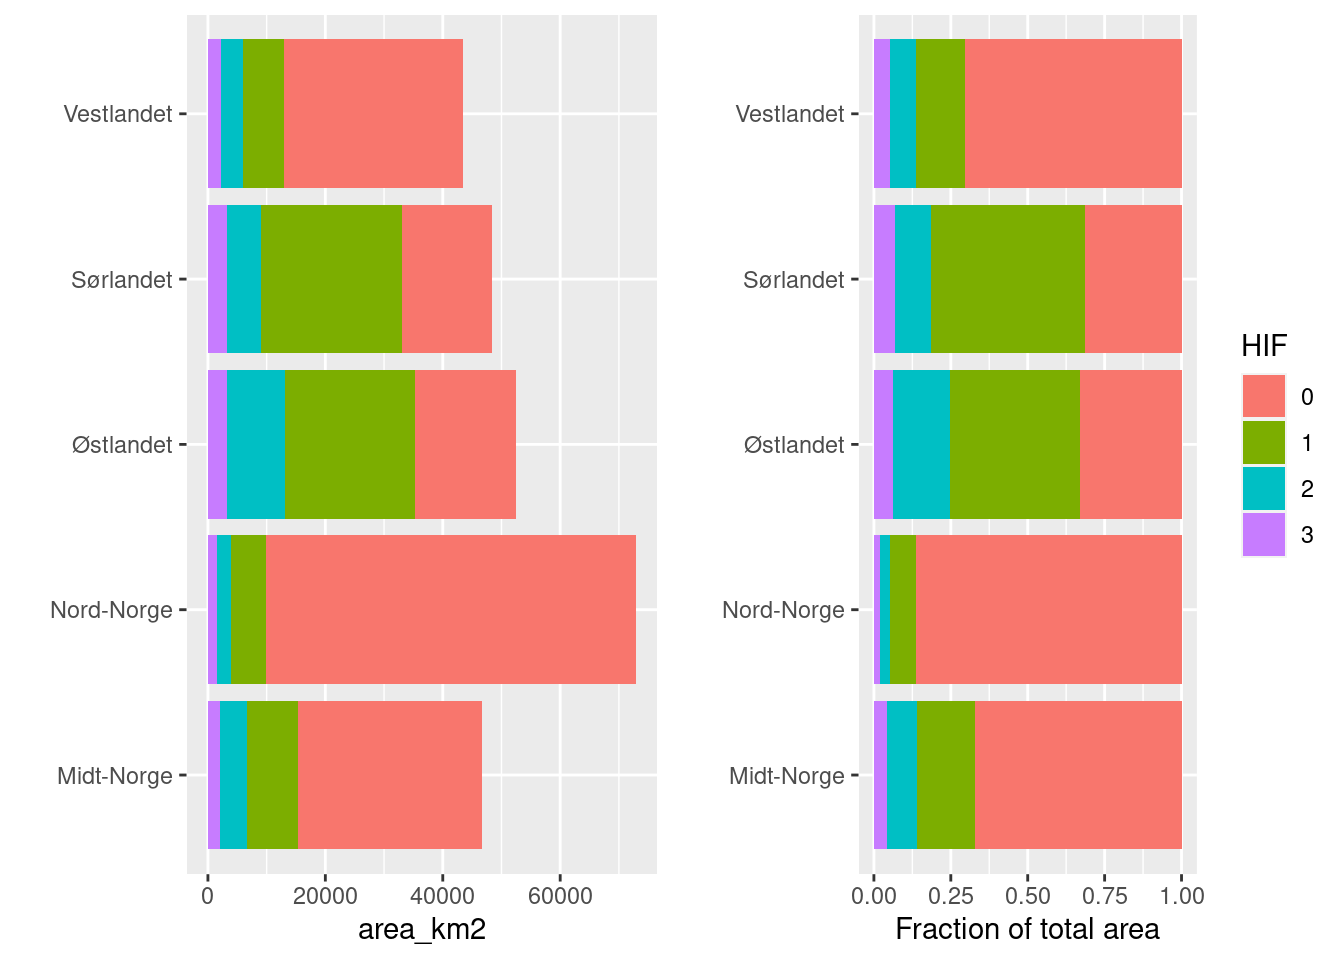 Vestlandet
Sørlandet
Østlandet
Nord-Norge
Midt-Norge
0 20000 40000 60000
area_km2
Vestlandet
Sørlandet
Østlandet
Nord-Norge
Midt-Norge
0.00 0.25 0.50 0.75 1.00
Fraction of total area
HIF
0
1
2
3